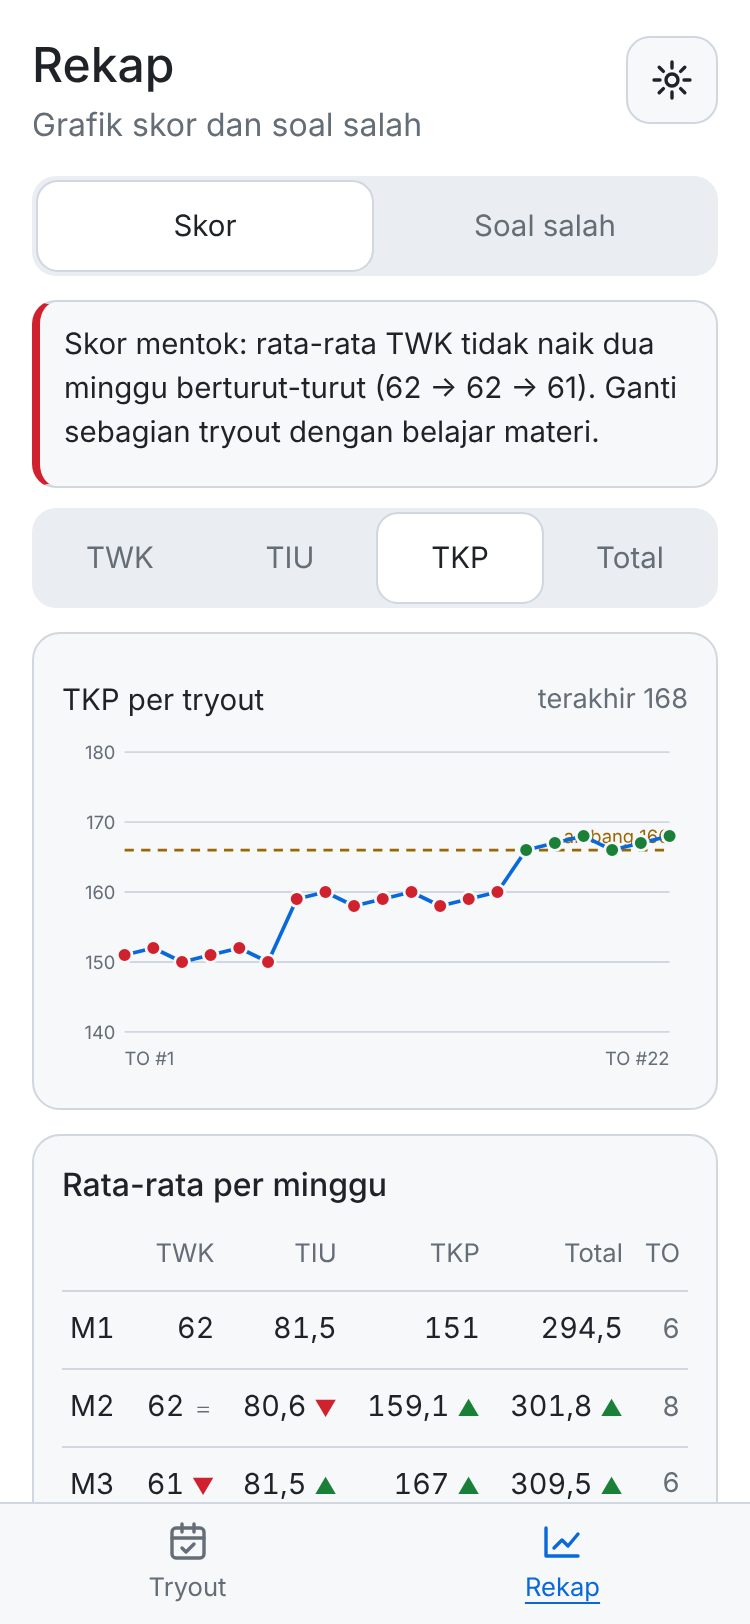 Rekap
Grafik skor dan soal salah
Skor Soal salah
Skor mentok: rata-rata TWK tidak naik dua
minggu berturut-turut (62 → 62 → 61). Ganti
sebagian tryout dengan belajar materi.
TWK TIU TKP Total
TKP per tryout terakhir 168
180
170
160
150
140
TO #1 TO #22
Rata-rata per minggu
TWK TIU TKP Total TO
M1 62 81,5 151 294,5 6
M2 62 = 80,6 ▼ 159,1 ▲ 301,8 ▲ 8
M3 61 ▼ 81,5 ▲ 167 ▲ 309,5 ▲ 6
Tryout Rekap